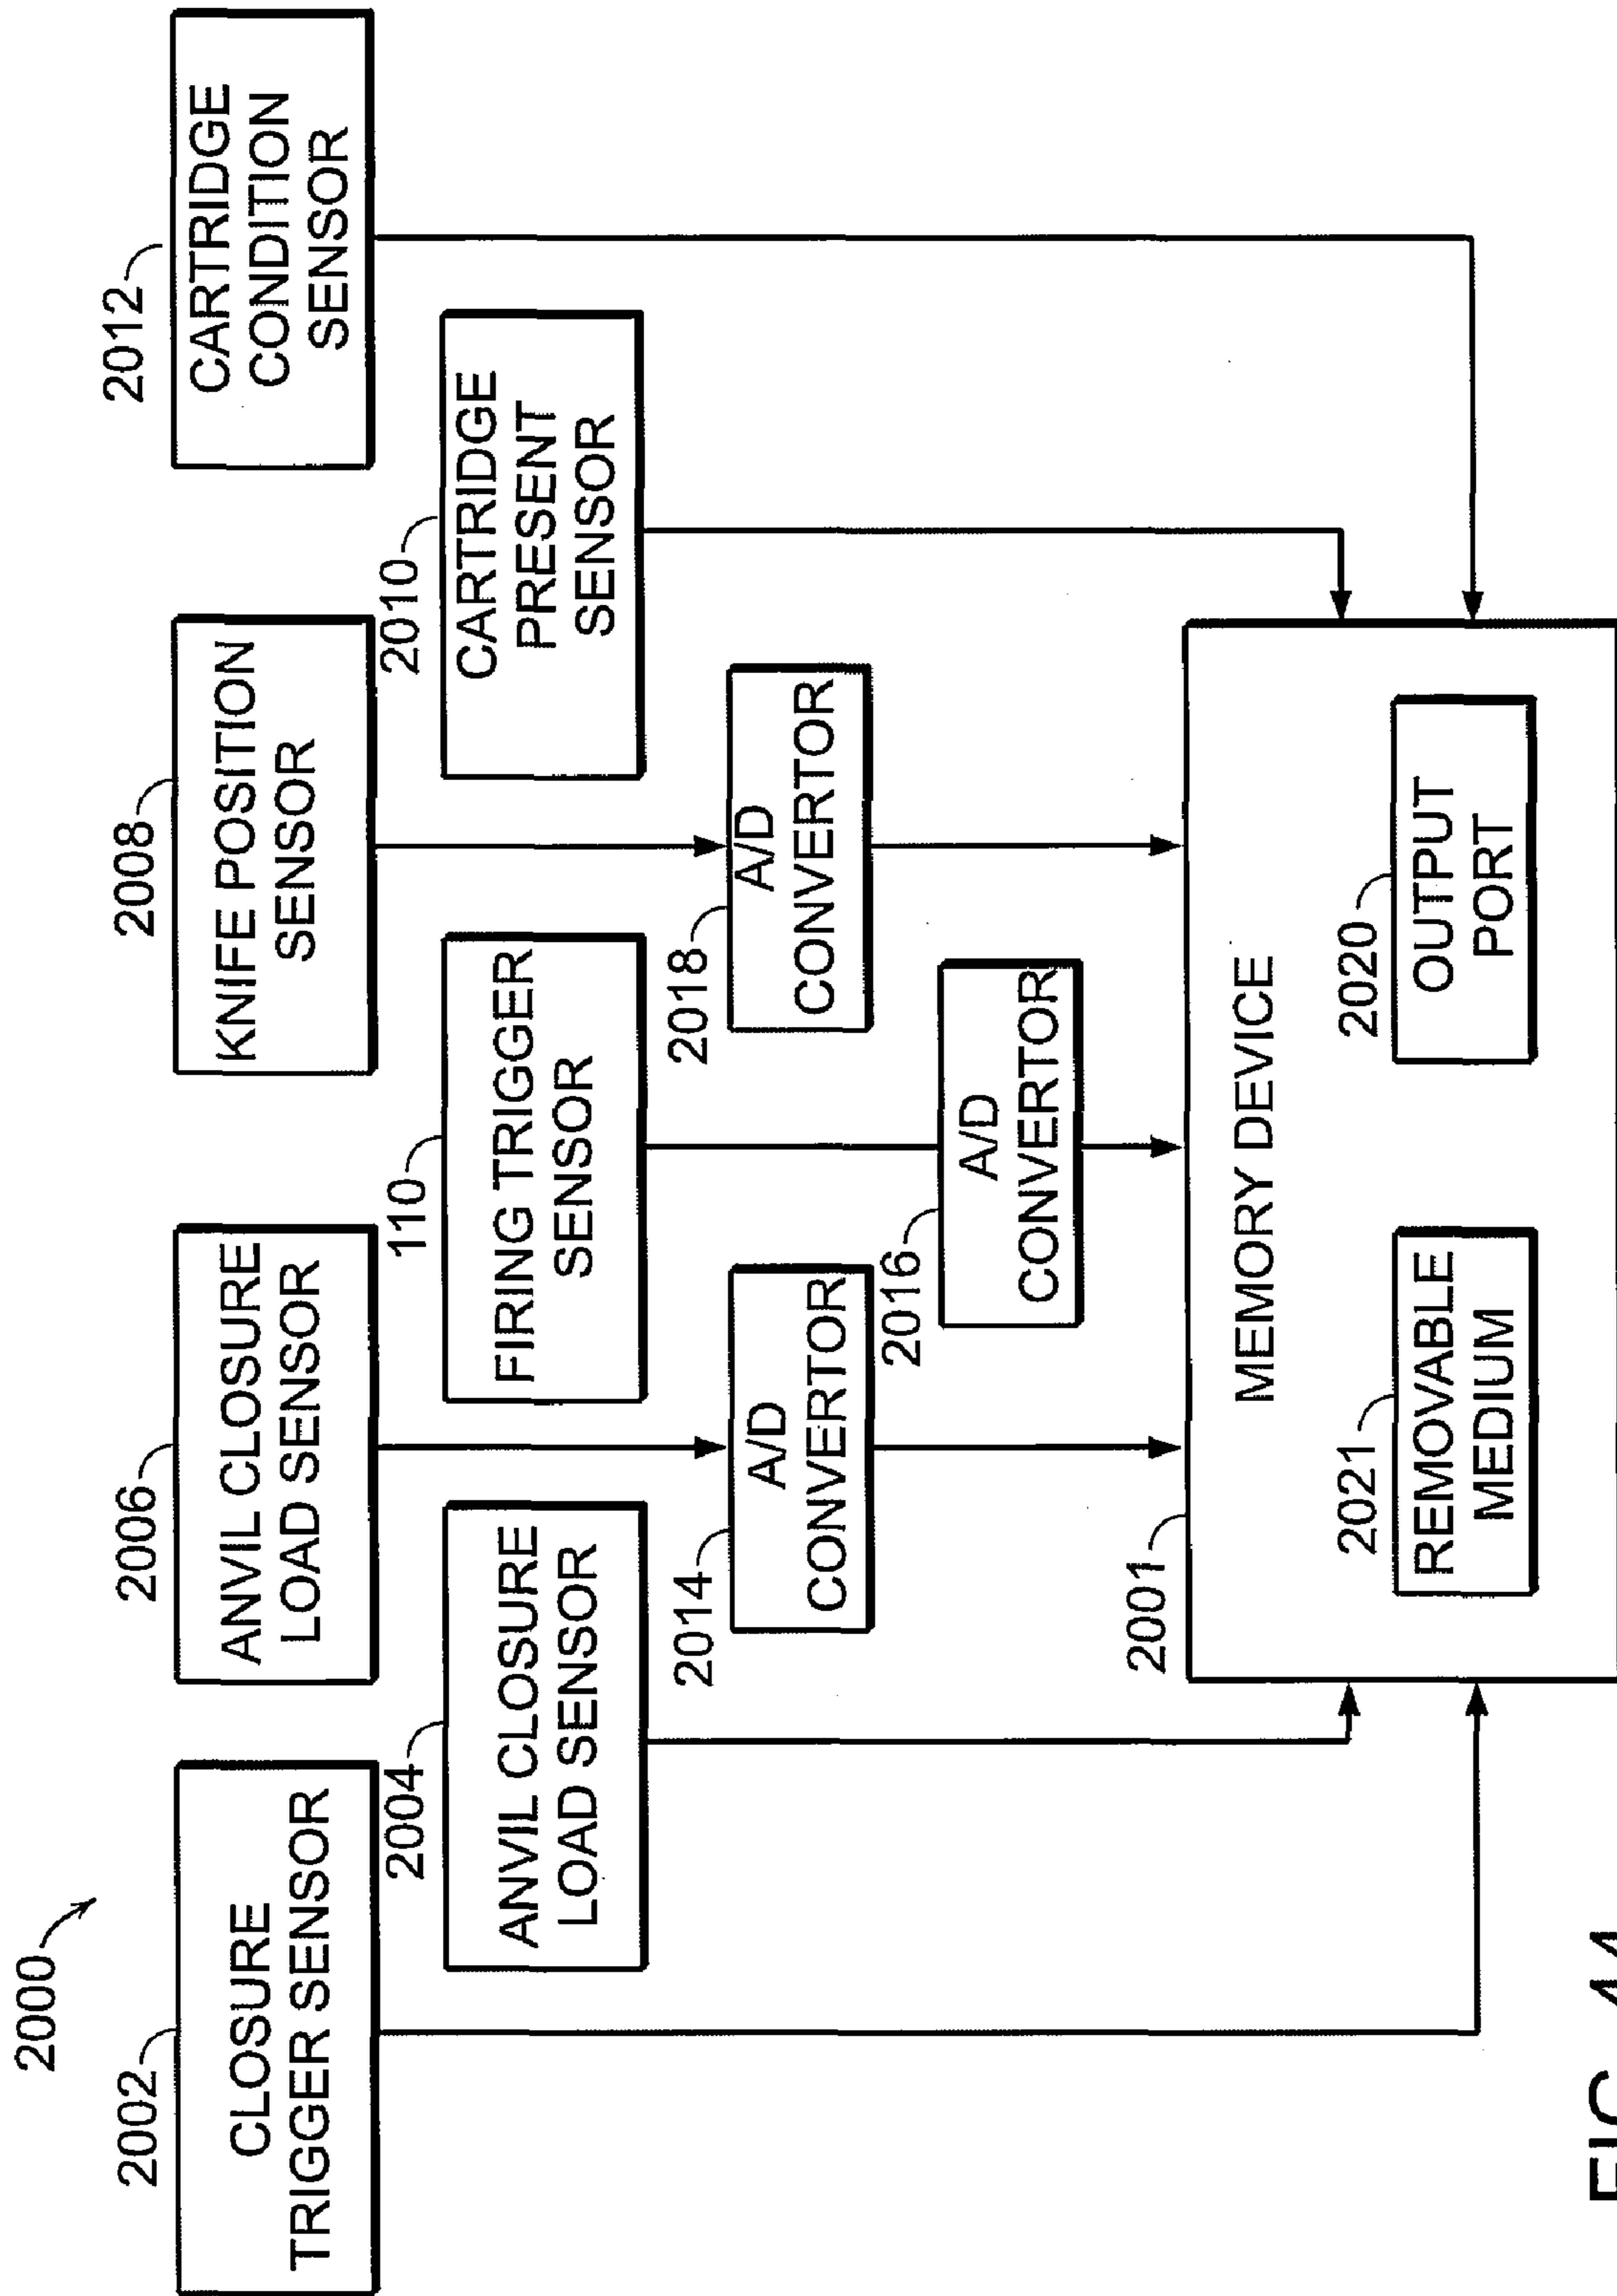 2000
2002
CLOSURE
TRIGGER SENSOR
2006
ANVIL CLOSURE
LOAD SENSOR
2008
KNIFE POSITION
SENSOR
2012
CARTRIDGE
CONDITION
SENSOR
2004
ANVIL CLOSURE
LOAD SENSOR
110
FIRING TRIGGER
SENSOR
2010
CARTRIDGE
PRESENT
SENSOR
2014
A/D
CONVERTOR
2018
A/D
CONVERTOR
2016
A/D
CONVERTOR
2001
MEMORY DEVICE
2021
REMOVABLE
MEDIUM
2020
OUTPUT
PORT
FIG. 44